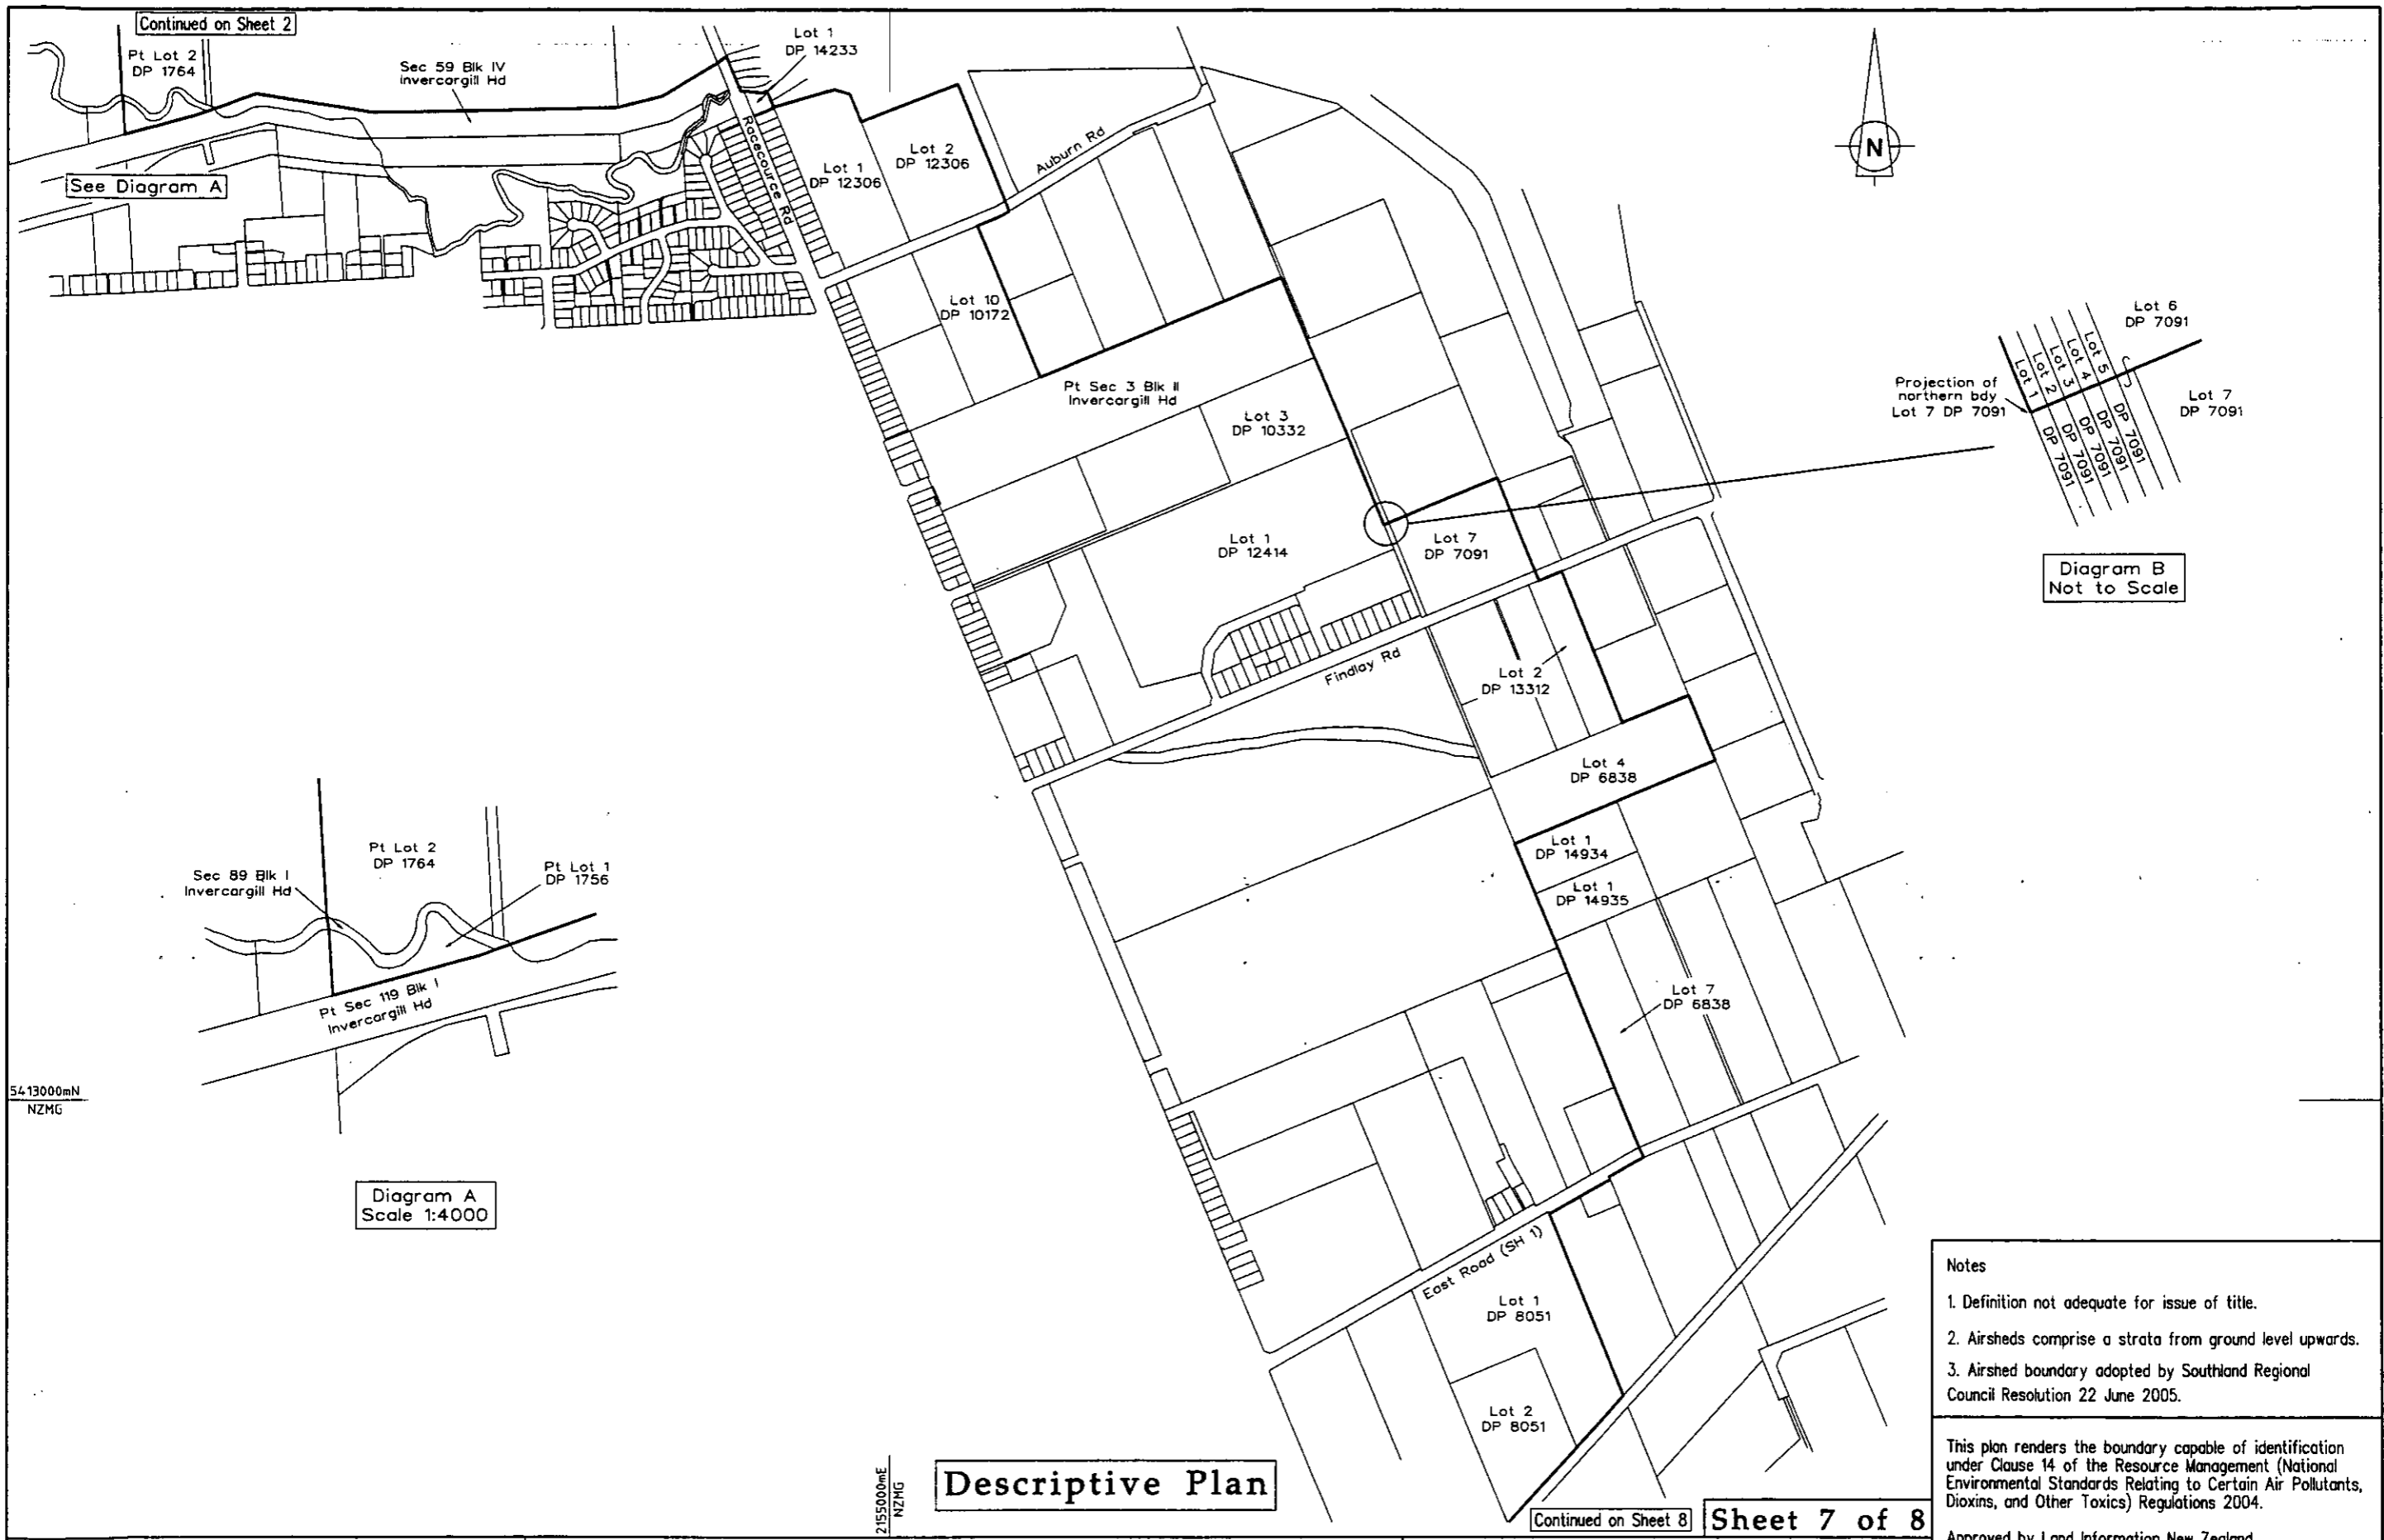 Continued on Sheet 2
Pt Lot 2
DP 1764
Sec 59 Blk IV
Invercargill Hd
Lot 1
DP 14233
See Diagram A
Racecourse Rd
Lot 1
DP 12306
Lot 2
DP 12306
Auburn Rd
N
Lot 10
DP 10172
Pt Sec 3 Blk II
Invercargill Hd
Lot 3
DP 10332
Lot 1
DP 12414
Lot 7
DP 7091
Findlay Rd
Lot 2
DP 13312
Lot 4
DP 6838
Lot 1
DP 14934
Lot 1
DP 14935
Lot 7
DP 6838
East Road (SH 1)
Lot 1
DP 8051
Lot 2
DP 8051
Lot 6
DP 7091
Projection of
northern bdy
Lot 7 DP 7091
Lot 1
Lot 2
Lot 3
Lot 4
Lot 5
DP 7091
DP 7091
DP 7091
DP 7091
DP 7091
Lot 7
DP 7091
Diagram B
Not to Scale
Pt Lot 2
DP 1764
Sec 89 Blk I
Invercargill Hd
Pt Lot 1
DP 1756
Pt Sec 119 Blk I
Invercargill Hd
5413000mN
NZMG
Diagram A
Scale 1:4000
2155000mE
NZMG
Descriptive Plan
Continued on Sheet 8
Sheet 7 of 8
Notes
1. Definition not adequate for issue of title.
2. Airsheds comprise a strata from ground level upwards.
3. Airshed boundary adopted by Southland Regional
Council Resolution 22 June 2005.
This plan renders the boundary capable of identification
under Clause 14 of the Resource Management (National
Environmental Standards Relating to Certain Air Pollutants,
Dioxins, and Other Toxics) Regulations 2004.
Approved by Land Information New Zealand